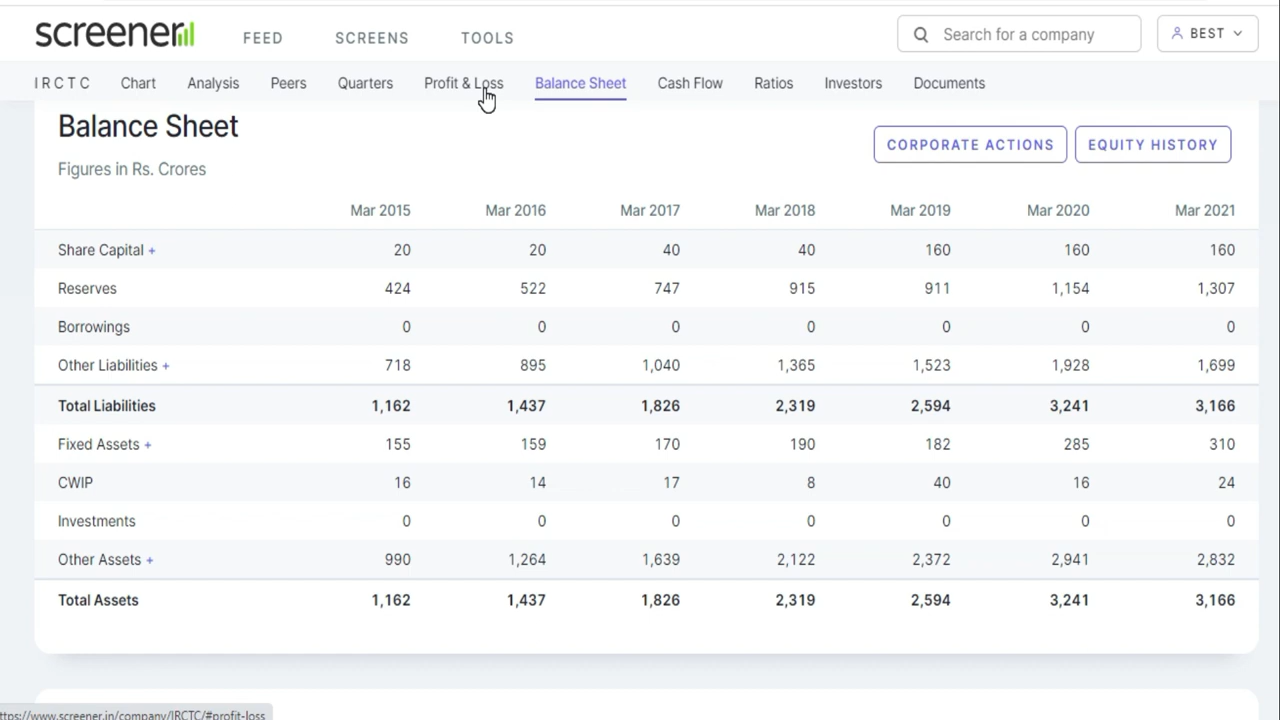 screener
FEED SCREENS TOOLS
Search for a company
BEST
I R C T C Chart Analysis Peers Quarters Profit & Loss Balance Sheet Cash Flow Ratios Investors Documents
Balance Sheet
CORPORATE ACTIONS EQUITY HISTORY
Figures in Rs. Crores
Mar 2015 Mar 2016 Mar 2017 Mar 2018 Mar 2019 Mar 2020 Mar 2021
Share Capital + 20 20 40 40 160 160 160
Reserves 424 522 747 915 911 1,154 1,307
Borrowings 0 0 0 0 0 0 0
Other Liabilities + 718 895 1,040 1,365 1,523 1,928 1,699
Total Liabilities 1,162 1,437 1,826 2,319 2,594 3,241 3,166
Fixed Assets + 155 159 170 190 182 285 310
CWIP 16 14 17 8 40 16 24
Investments 0 0 0 0 0 0 0
Other Assets + 990 1,264 1,639 2,122 2,372 2,941 2,832
Total Assets 1,162 1,437 1,826 2,319 2,594 3,241 3,166
ttps://www.screener.in/company/IRCTC/#profit-loss